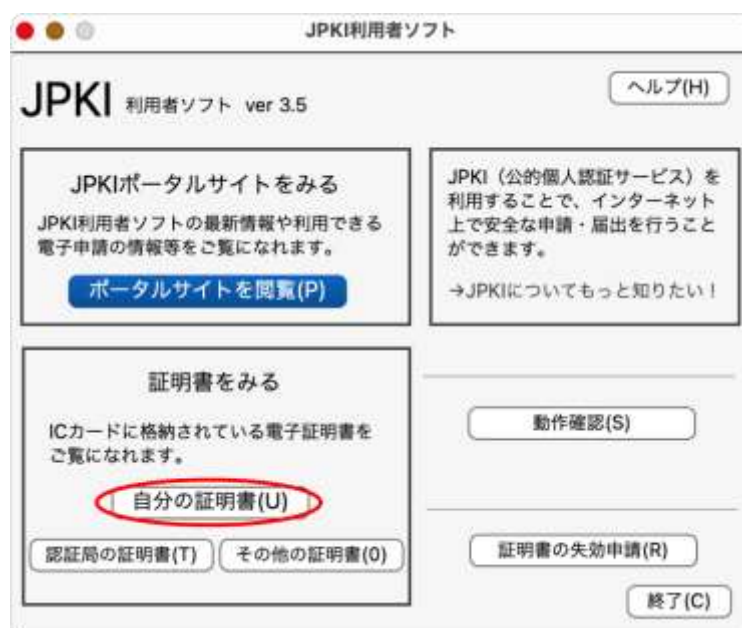 JPKI利用者ソフト
JPKI 利用者ソフト ver 3.5
ヘルプ(H)
JPKIポータルサイトをみる
JPKI利用者ソフトの最新情報や利用できる
電子申請の情報等をご覧になれます。
ポータルサイトを閲覧(P)
JPKI（公的個人認証サービス）を
利用することで、インターネット
上で安全な申請・届出を行うこと
ができます。
→JPKIについてもっと知りたい！
証明書をみる
ICカードに格納されている電子証明書を
ご覧になれます。
自分の証明書(U)
認証局の証明書(T)
その他の証明書(0)
動作確認(S)
証明書の失効申請(R)
終了(C)